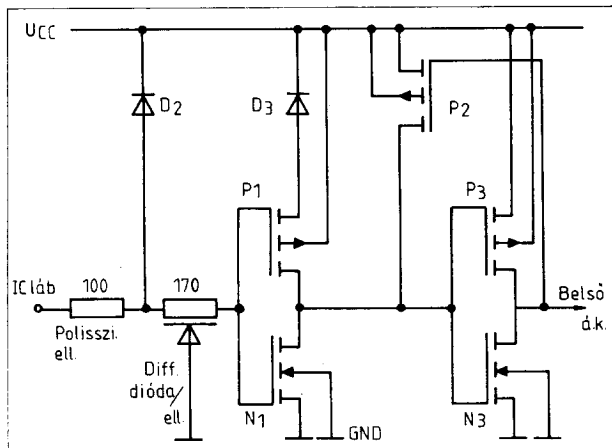 UCC
D2
D3
P2
P1
P3
IC láb
100
170
Polisszi.
ell.
Diff.
dióda/
ell.
N1
GND
N3
Belső
á.k.